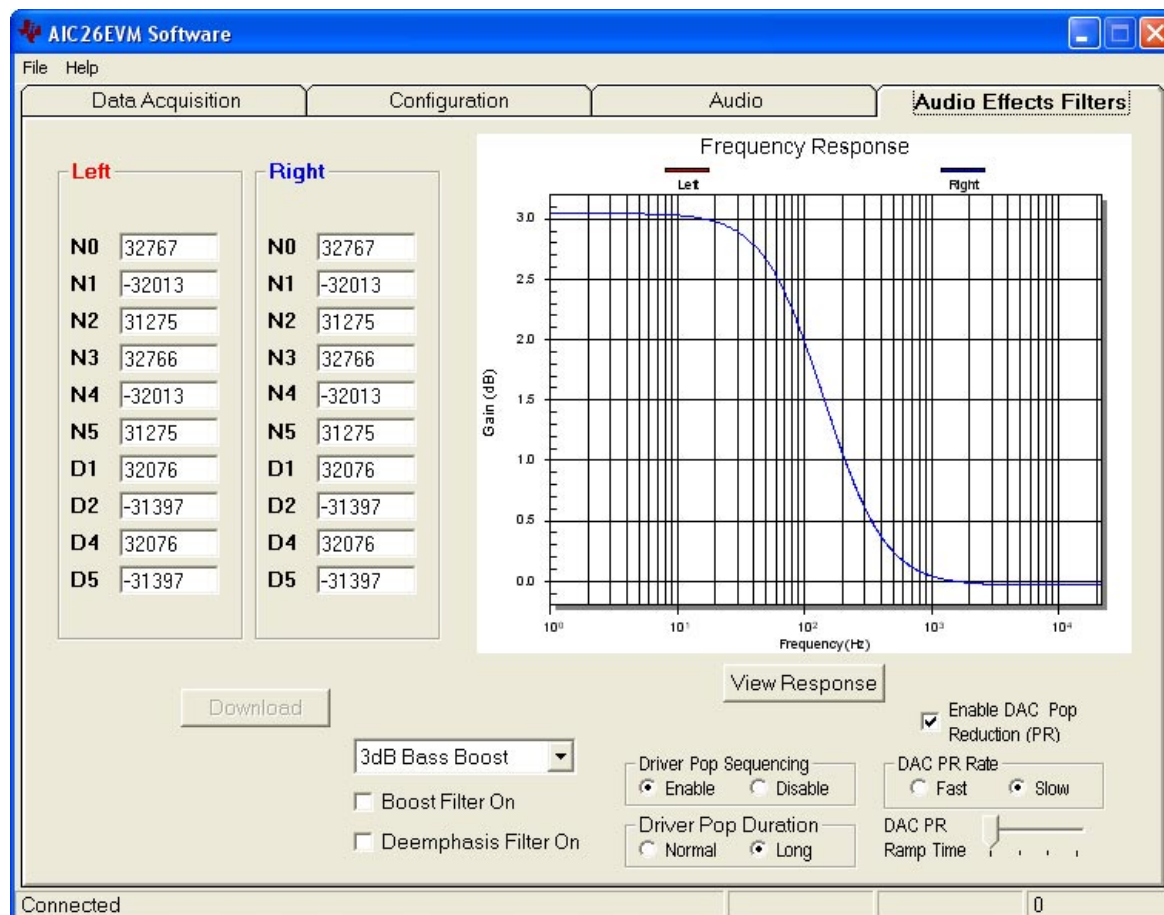 AIC26EVM Software
File Help
Data Acquisition Configuration Audio Audio Effects Filters
Left
N0 32767
N1 -32013
N2 31275
N3 32766
N4 -32013
N5 31275
D1 32076
D2 -31397
D4 32076
D5 -31397
Right
N0 32767
N1 -32013
N2 31275
N3 32766
N4 -32013
N5 31275
D1 32076
D2 -31397
D4 32076
D5 -31397
Frequency Response
Left Right
3.0
2.5
2.0
1.5
1.0
0.5
0.0
Gain (dB)
10⁰ 10¹ 10² 10³ 10⁴
Frequency(Hz)
View Response
Download
3dB Bass Boost
Boost Filter On
Deemphasis Filter On
Driver Pop Sequencing
Enable Disable
Driver Pop Duration
Normal Long
Enable DAC Pop
Reduction (PR)
DAC PR Rate
Fast Slow
DAC PR
Ramp Time
Connected 0